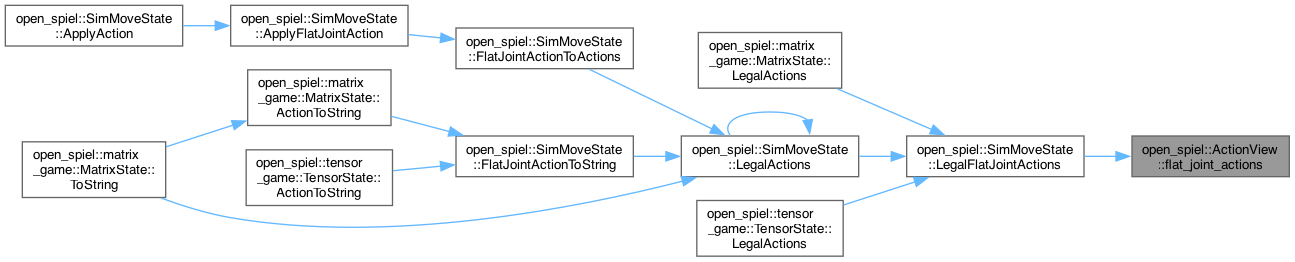 open_spiel::SimMoveState
::ApplyAction
open_spiel::SimMoveState
::ApplyFlatJointAction
open_spiel::SimMoveState
::FlatJointActionToActions
open_spiel::matrix
_game::MatrixState::
LegalActions
open_spiel::matrix
_game::MatrixState::
ActionToString
open_spiel::matrix
_game::MatrixState::
ToString
open_spiel::tensor
_game::TensorState::
ActionToString
open_spiel::SimMoveState
::FlatJointActionToString
open_spiel::SimMoveState
::LegalActions
open_spiel::SimMoveState
::LegalFlatJointActions
open_spiel::ActionView
::flat_joint_actions
open_spiel::tensor
_game::TensorState::
LegalActions